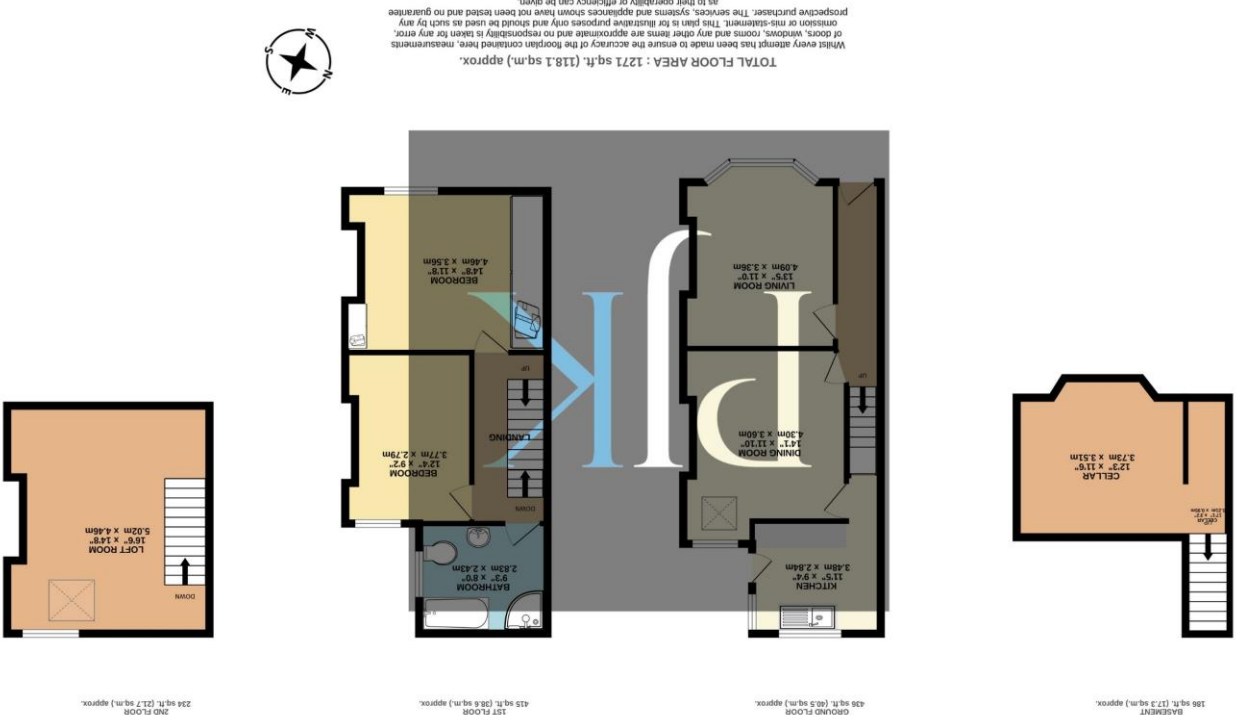 BASEMENT
186 sq.ft. (17.3 sq.m.) approx.
GROUND FLOOR
436 sq.ft. (40.5 sq.m.) approx.
1ST FLOOR
415 sq.ft. (38.6 sq.m.) approx.
2ND FLOOR
234 sq.ft. (21.7 sq.m.) approx.
CELLAR
12'3" x 11'6"
3.73m x 3.51m
KITCHEN
11'5" x 9'4"
3.48m x 2.84m
DINING ROOM
14'1" x 11'10"
4.30m x 3.60m
UP
LIVING ROOM
13'5" x 11'0"
4.09m x 3.36m
PJK
BATHROOM
9'3" x 8'0"
2.83m x 2.43m
DOWN
LANDING
UP
BEDROOM
12'4" x 9'2"
3.77m x 2.79m
BEDROOM
14'8" x 11'8"
4.46m x 3.56m
DOWN
LOFT ROOM
16'6" x 14'8"
5.02m x 4.46m
N
E
S
W
TOTAL FLOOR AREA : 1271 sq.ft. (118.1 sq.m.) approx.
Whilst every attempt has been made to ensure the accuracy of the floorplan contained here, measurements
of doors, windows, rooms and any other items are approximate and no responsibility is taken for any error,
omission or mis-statement. This plan is for illustrative purposes only and should be used as such by any
prospective purchaser. The services, systems and appliances shown have not been tested and no guarantee
as to their operability or efficiency can be given.